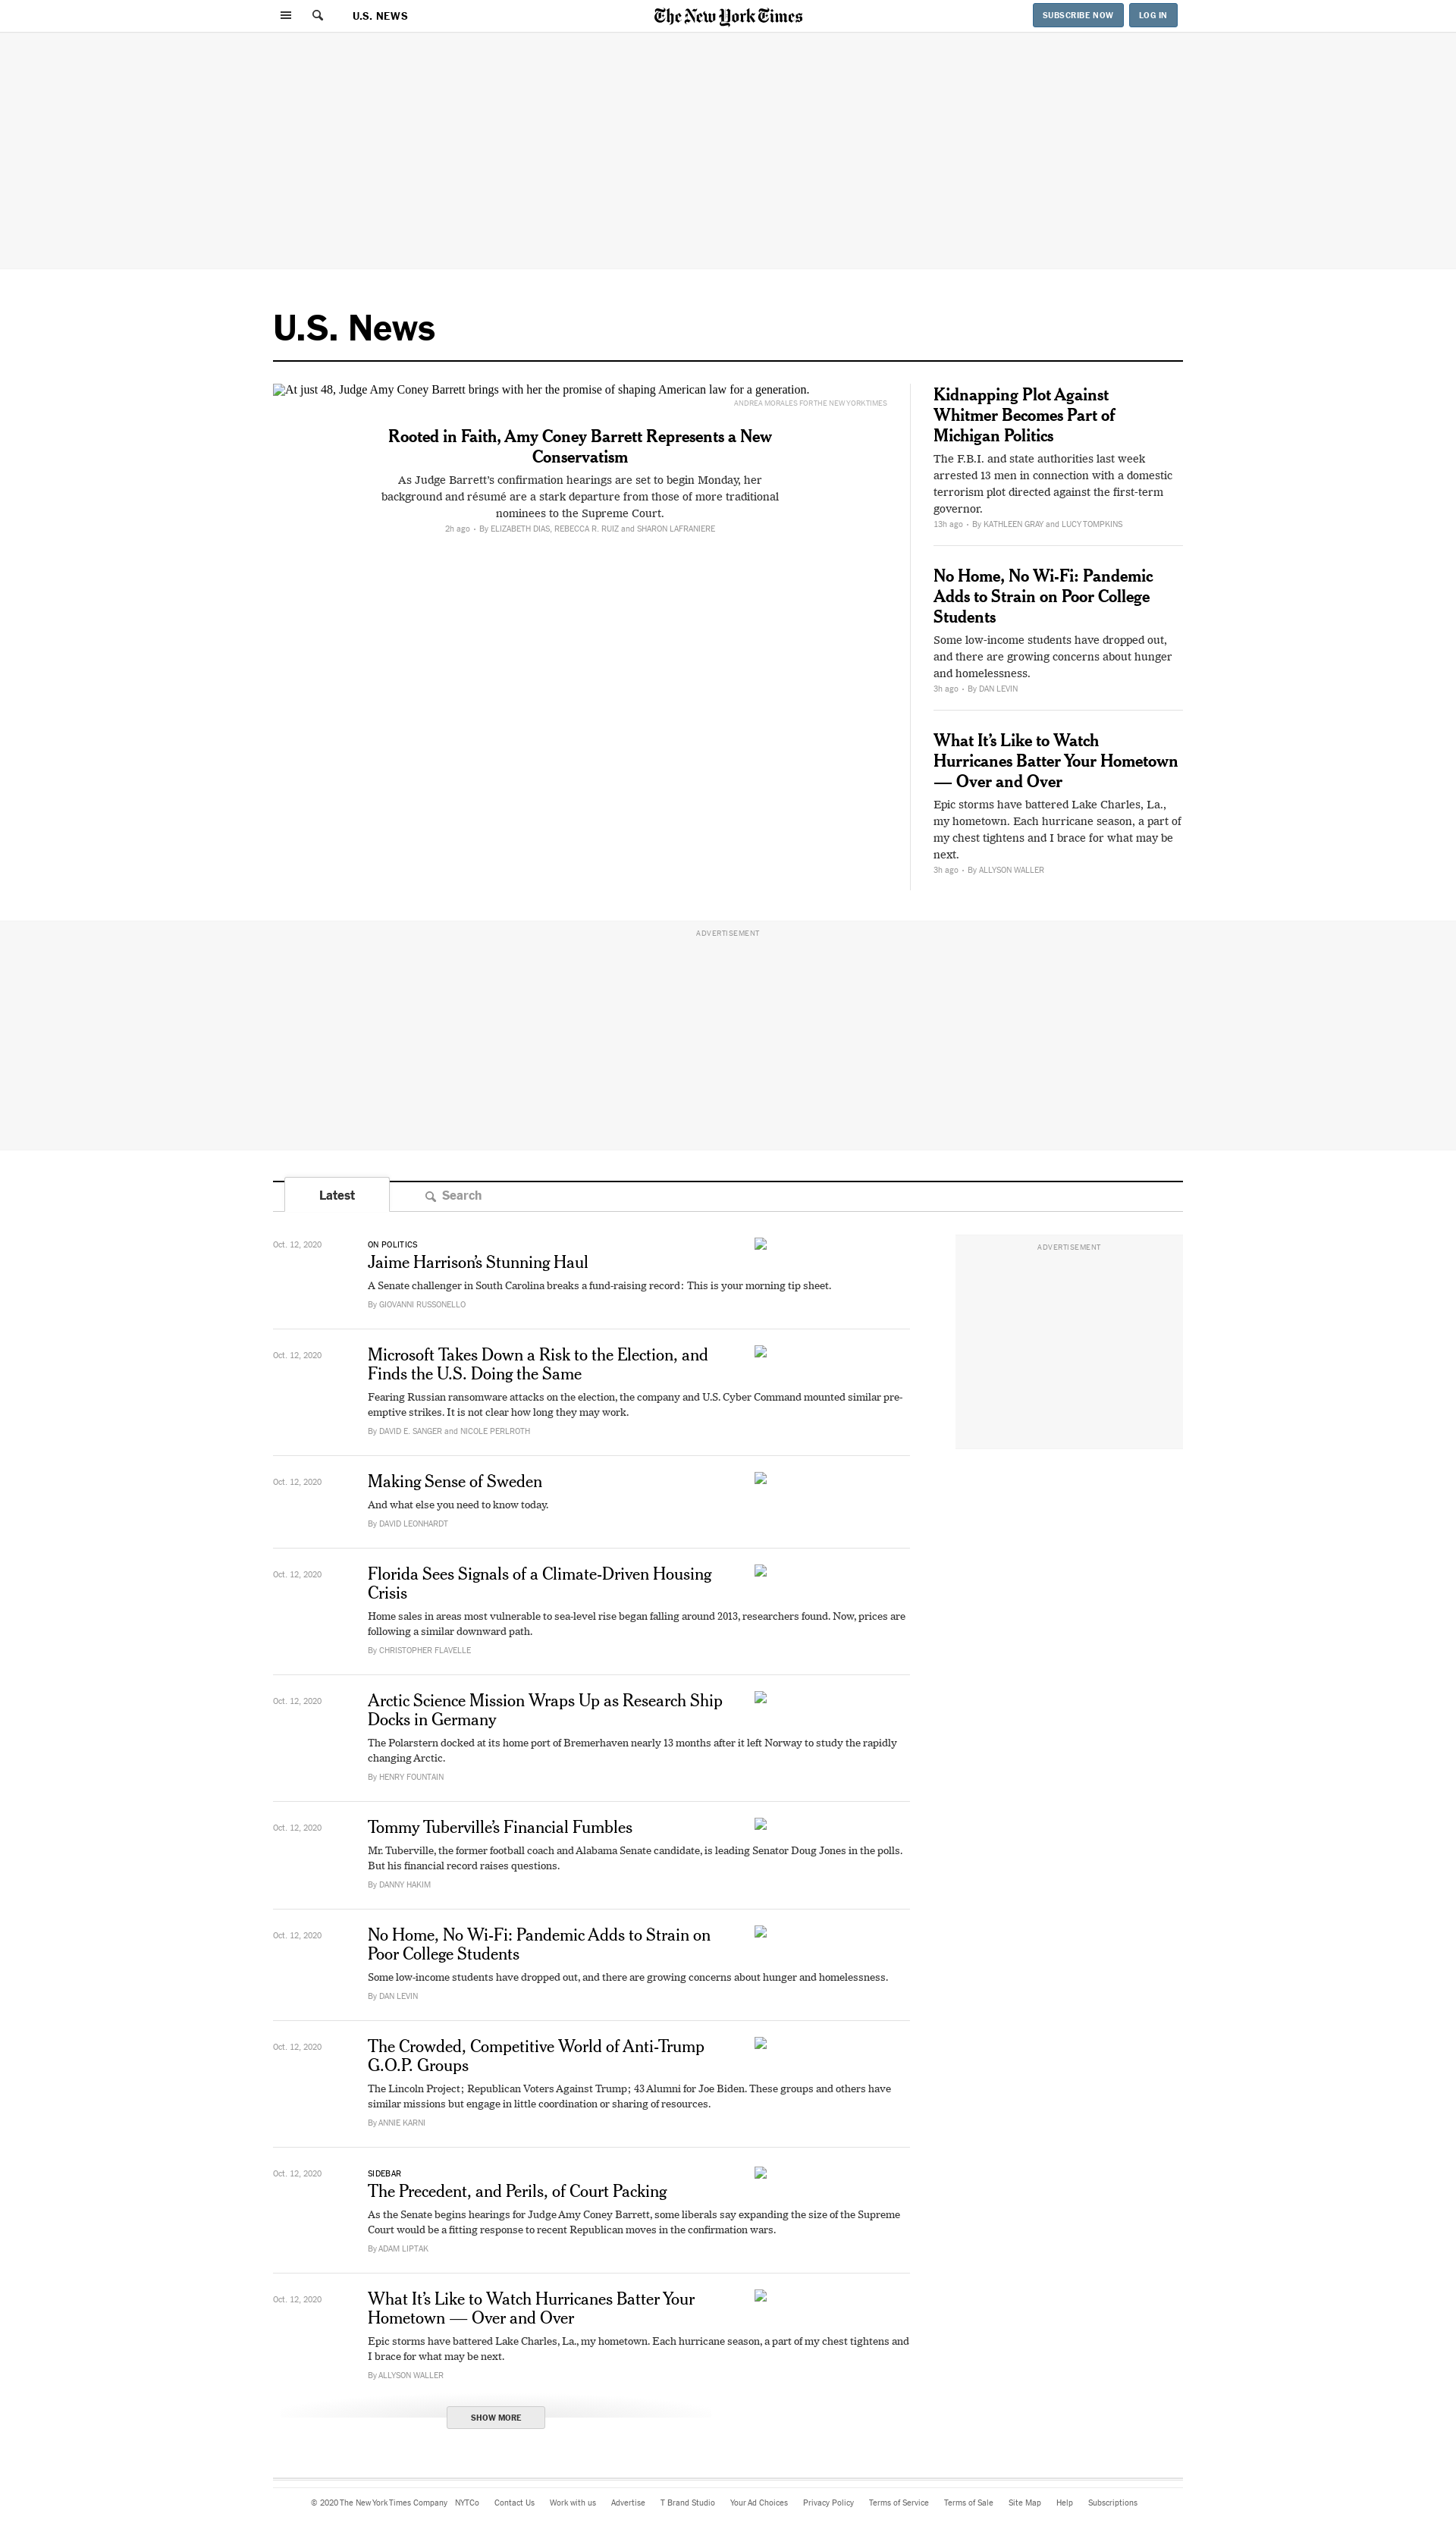 U.S. NEWS
The New York Times
SUBSCRIBE NOW
LOG IN
U.S. News
At just 48, Judge Amy Coney Barrett brings with her the promise of shaping American law for a generation.
ANDREA MORALES FOR THE NEW YORK TIMES
Rooted in Faith, Amy Coney Barrett Represents a New
Conservatism
As Judge Barrett’s confirmation hearings are set to begin Monday, her
background and résumé are a stark departure from those of more traditional
nominees to the Supreme Court.
2h ago • By ELIZABETH DIAS, REBECCA R. RUIZ and SHARON LAFRANIERE
Kidnapping Plot Against
Whitmer Becomes Part of
Michigan Politics
The F.B.I. and state authorities last week
arrested 13 men in connection with a domestic
terrorism plot directed against the first-term
governor.
13h ago • By KATHLEEN GRAY and LUCY TOMPKINS
No Home, No Wi-Fi: Pandemic
Adds to Strain on Poor College
Students
Some low-income students have dropped out,
and there are growing concerns about hunger
and homelessness.
3h ago • By DAN LEVIN
What It’s Like to Watch
Hurricanes Batter Your Hometown
— Over and Over
Epic storms have battered Lake Charles, La.,
my hometown. Each hurricane season, a part of
my chest tightens and I brace for what may be
next.
3h ago • By ALLYSON WALLER
ADVERTISEMENT
Latest
Search
ADVERTISEMENT
Oct. 12, 2020
ON POLITICS
Jaime Harrison’s Stunning Haul
A Senate challenger in South Carolina breaks a fund-raising record: This is your morning tip sheet.
By GIOVANNI RUSSONELLO
Oct. 12, 2020
Microsoft Takes Down a Risk to the Election, and
Finds the U.S. Doing the Same
Fearing Russian ransomware attacks on the election, the company and U.S. Cyber Command mounted similar pre-
emptive strikes. It is not clear how long they may work.
By DAVID E. SANGER and NICOLE PERLROTH
Oct. 12, 2020
Making Sense of Sweden
And what else you need to know today.
By DAVID LEONHARDT
Oct. 12, 2020
Florida Sees Signals of a Climate-Driven Housing
Crisis
Home sales in areas most vulnerable to sea-level rise began falling around 2013, researchers found. Now, prices are
following a similar downward path.
By CHRISTOPHER FLAVELLE
Oct. 12, 2020
Arctic Science Mission Wraps Up as Research Ship
Docks in Germany
The Polarstern docked at its home port of Bremerhaven nearly 13 months after it left Norway to study the rapidly
changing Arctic.
By HENRY FOUNTAIN
Oct. 12, 2020
Tommy Tuberville’s Financial Fumbles
Mr. Tuberville, the former football coach and Alabama Senate candidate, is leading Senator Doug Jones in the polls.
But his financial record raises questions.
By DANNY HAKIM
Oct. 12, 2020
No Home, No Wi-Fi: Pandemic Adds to Strain on
Poor College Students
Some low-income students have dropped out, and there are growing concerns about hunger and homelessness.
By DAN LEVIN
Oct. 12, 2020
The Crowded, Competitive World of Anti-Trump
G.O.P. Groups
The Lincoln Project; Republican Voters Against Trump; 43 Alumni for Joe Biden. These groups and others have
similar missions but engage in little coordination or sharing of resources.
By ANNIE KARNI
Oct. 12, 2020
SIDEBAR
The Precedent, and Perils, of Court Packing
As the Senate begins hearings for Judge Amy Coney Barrett, some liberals say expanding the size of the Supreme
Court would be a fitting response to recent Republican moves in the confirmation wars.
By ADAM LIPTAK
Oct. 12, 2020
What It’s Like to Watch Hurricanes Batter Your
Hometown — Over and Over
Epic storms have battered Lake Charles, La., my hometown. Each hurricane season, a part of my chest tightens and
I brace for what may be next.
By ALLYSON WALLER
SHOW MORE
© 2020 The New York Times Company NYTCo Contact Us Work with us Advertise T Brand Studio Your Ad Choices Privacy Policy Terms of Service Terms of Sale Site Map Help Subscriptions